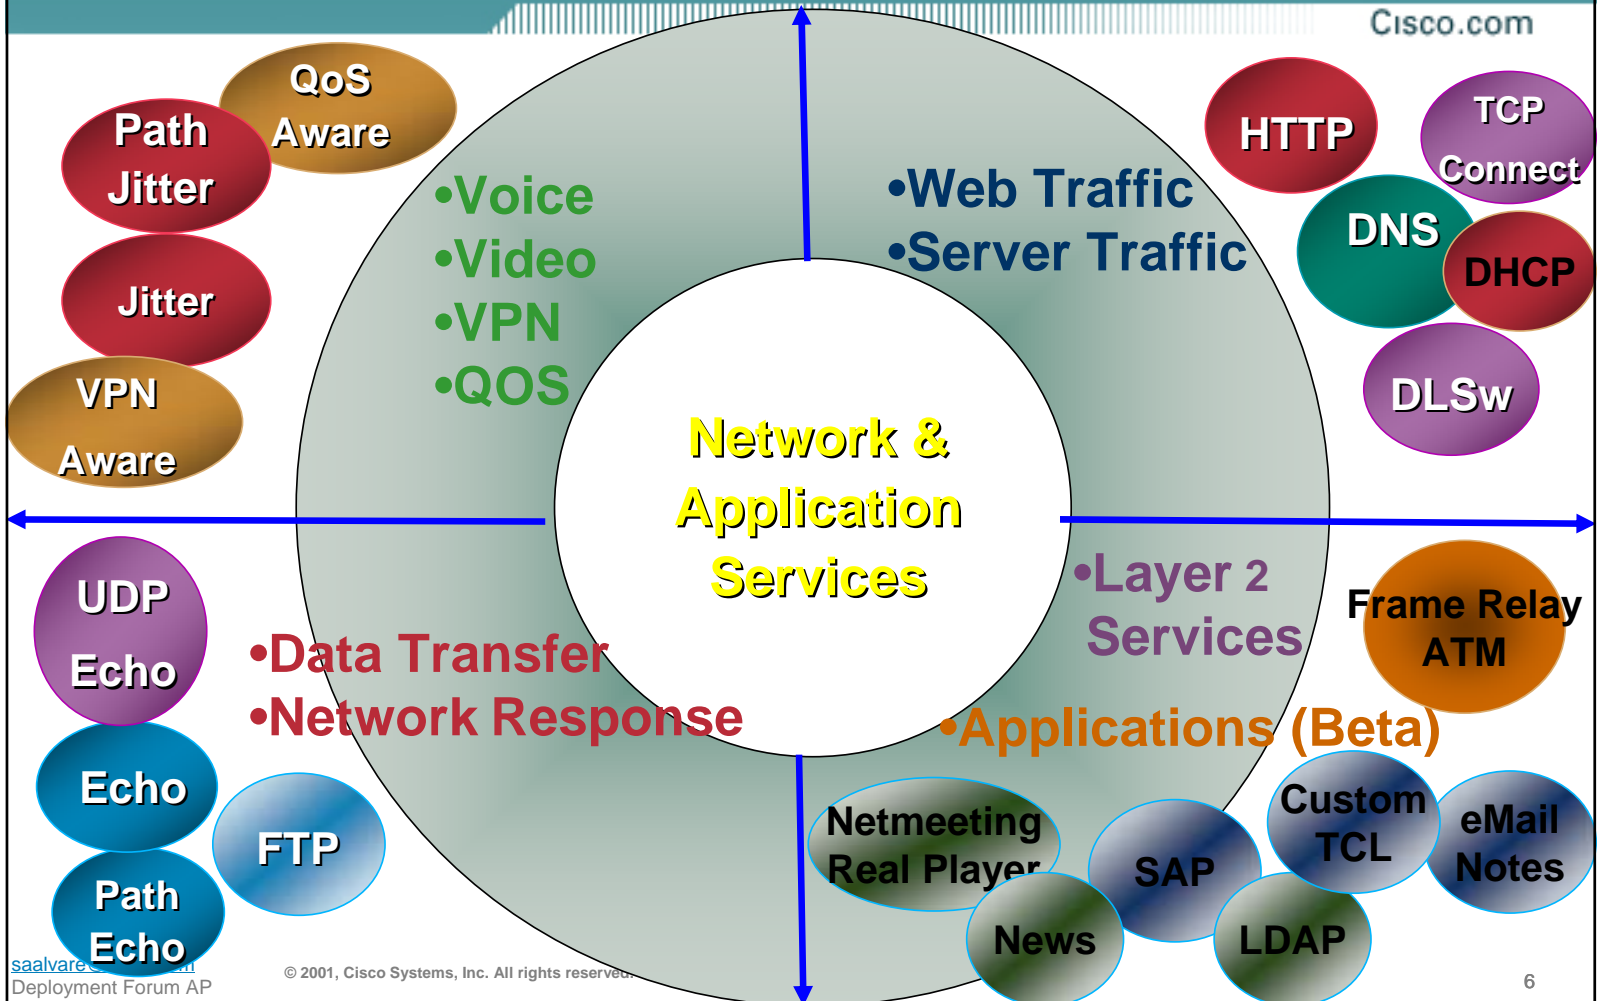 Cisco.com
QoS
Aware
Path
Jitter
Jitter
VPN
Aware
•Voice
•Video
•VPN
•QOS
•Web Traffic
•Server Traffic
HTTP
TCP
Connect
DNS
DHCP
DLSw
Network &
Application
Services
UDP
Echo
Echo
Path
Echo
FTP
•Data Transfer
•Network Response
•Layer 2
Services
Frame Relay
ATM
•Applications (Beta)
Netmeeting
Real Player
News
SAP
LDAP
Custom
TCL
eMail
Notes
saalvare
Deployment Forum AP
© 2001, Cisco Systems, Inc. All rights reserved.
6